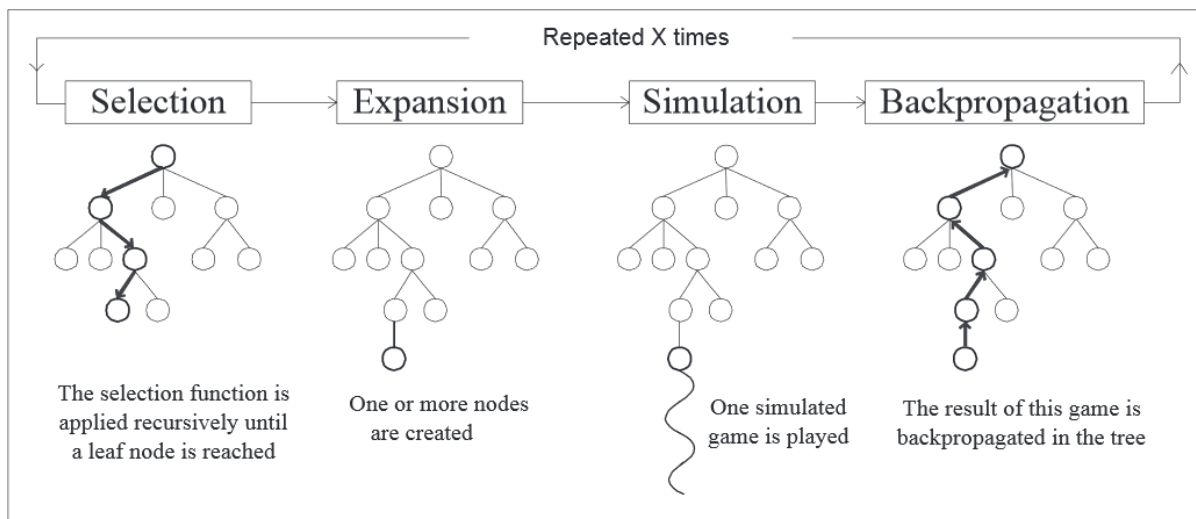 Repeated X times
Selection
Expansion
Simulation
Backpropagation
The selection function is
applied recursively until
a leaf node is reached
One or more nodes
are created
One simulated
game is played
The result of this game is
backpropagated in the tree